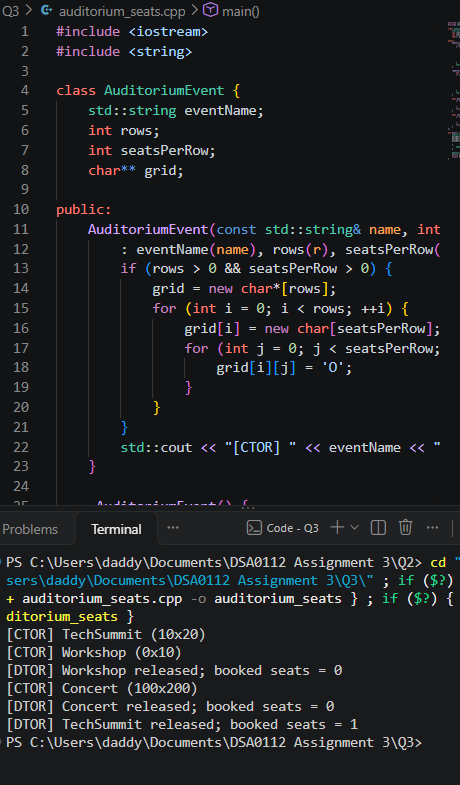 Q3 > auditorium_seats.cpp > main()
1 #include <iostream>
2 #include <string>
3
4 class AuditoriumEvent {
5 std::string eventName;
6 int rows;
7 int seatsPerRow;
8 char** grid;
9
10 public:
11 AuditoriumEvent(const std::string& name, int
12 : eventName(name), rows(r), seatsPerRow(
13 if (rows > 0 && seatsPerRow > 0) {
14 grid = new char*[rows];
15 for (int i = 0; i < rows; ++i) {
16 grid[i] = new char[seatsPerRow];
17 for (int j = 0; j < seatsPerRow;
18 grid[i][j] = 'O';
19 }
20 }
21 }
22 std::cout << "[CTOR] " << eventName << "
23 }
24
Problems Terminal ... Code - Q3
PS C:\Users\daddy\Documents\DSA0112 Assignment 3\Q2> cd "
sers\daddy\Documents\DSA0112 Assignment 3\Q3\" ; if ($?)
+ auditorium_seats.cpp -o auditorium_seats } ; if ($?) {
ditorium_seats }
[CTOR] TechSummit (10x20)
[CTOR] Workshop (0x10)
[DTOR] Workshop released; booked seats = 0
[CTOR] Concert (100x200)
[DTOR] Concert released; booked seats = 0
[DTOR] TechSummit released; booked seats = 1
PS C:\Users\daddy\Documents\DSA0112 Assignment 3\Q3>